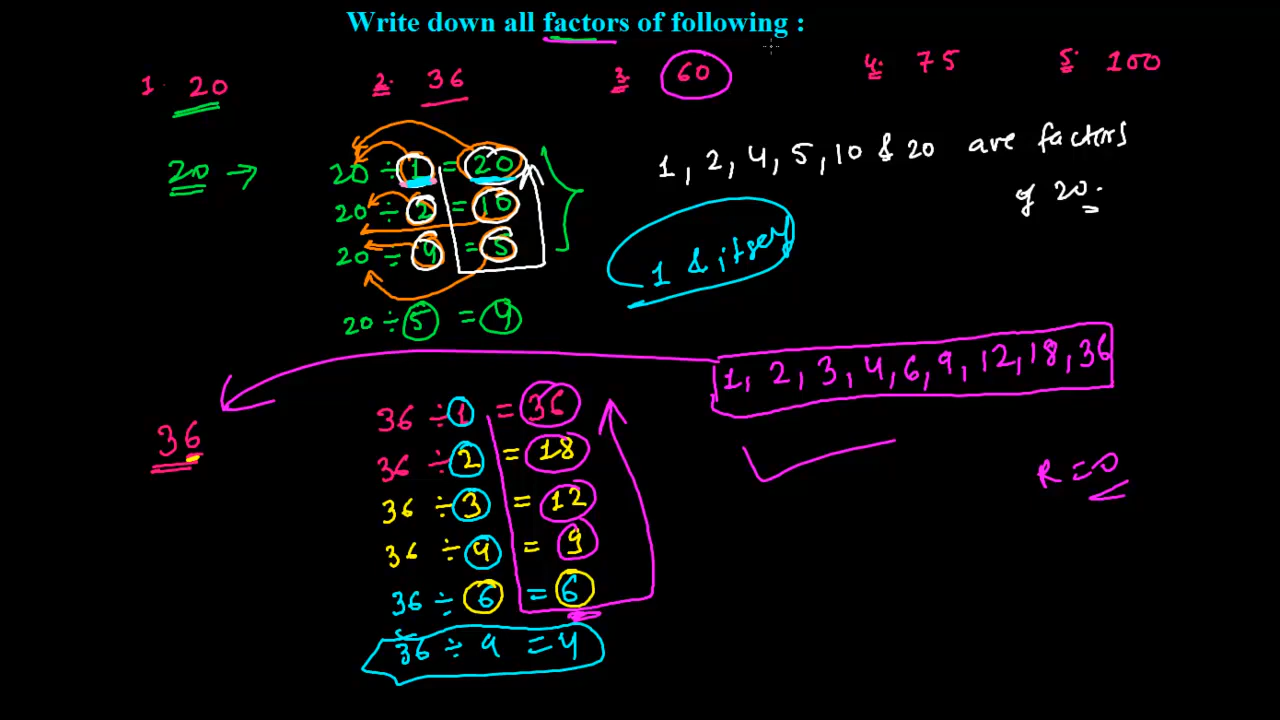 Write down all factors of following :
1. 20 2. 36 3. 60 4. 75 5. 100
20 → 20 ÷ 1 = 20
20 ÷ 2 = 10
20 ÷ 4 = 5
20 ÷ 5 = 4
1, 2, 4, 5, 10 & 20 are factors
of 20.
1 & itself
1, 2, 3, 4, 6, 9, 12, 18, 36
36
36 ÷ 1 = 36
36 ÷ 2 = 18
36 ÷ 3 = 12
36 ÷ 4 = 9
36 ÷ 6 = 6
36 ÷ 9 = 4
R = 0